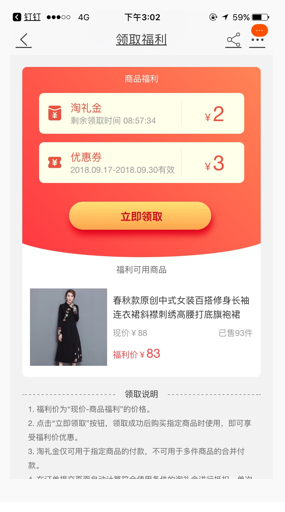 钉钉 4G 下午3:02 59%
领取福利
商品福利
淘礼金
剩余领取时间 08:57:34
¥2
优惠券
2018.09.17-2018.09.30有效
¥3
立即领取
福利可用商品
春秋款原创中式女装百搭修身长袖
连衣裙斜襟刺绣高腰打底旗袍裙
现价 ¥ 88 已售93件
福利价 ¥ 83
领取说明
1. 福利价为“现价-商品福利”的价格。
2. 点击“立即领取”按钮，领取成功后购买指定商品时使用，即可享
受福利价优惠。
3. 淘礼金仅可用于指定商品的付款，不可用于多件商品的合并付
款。